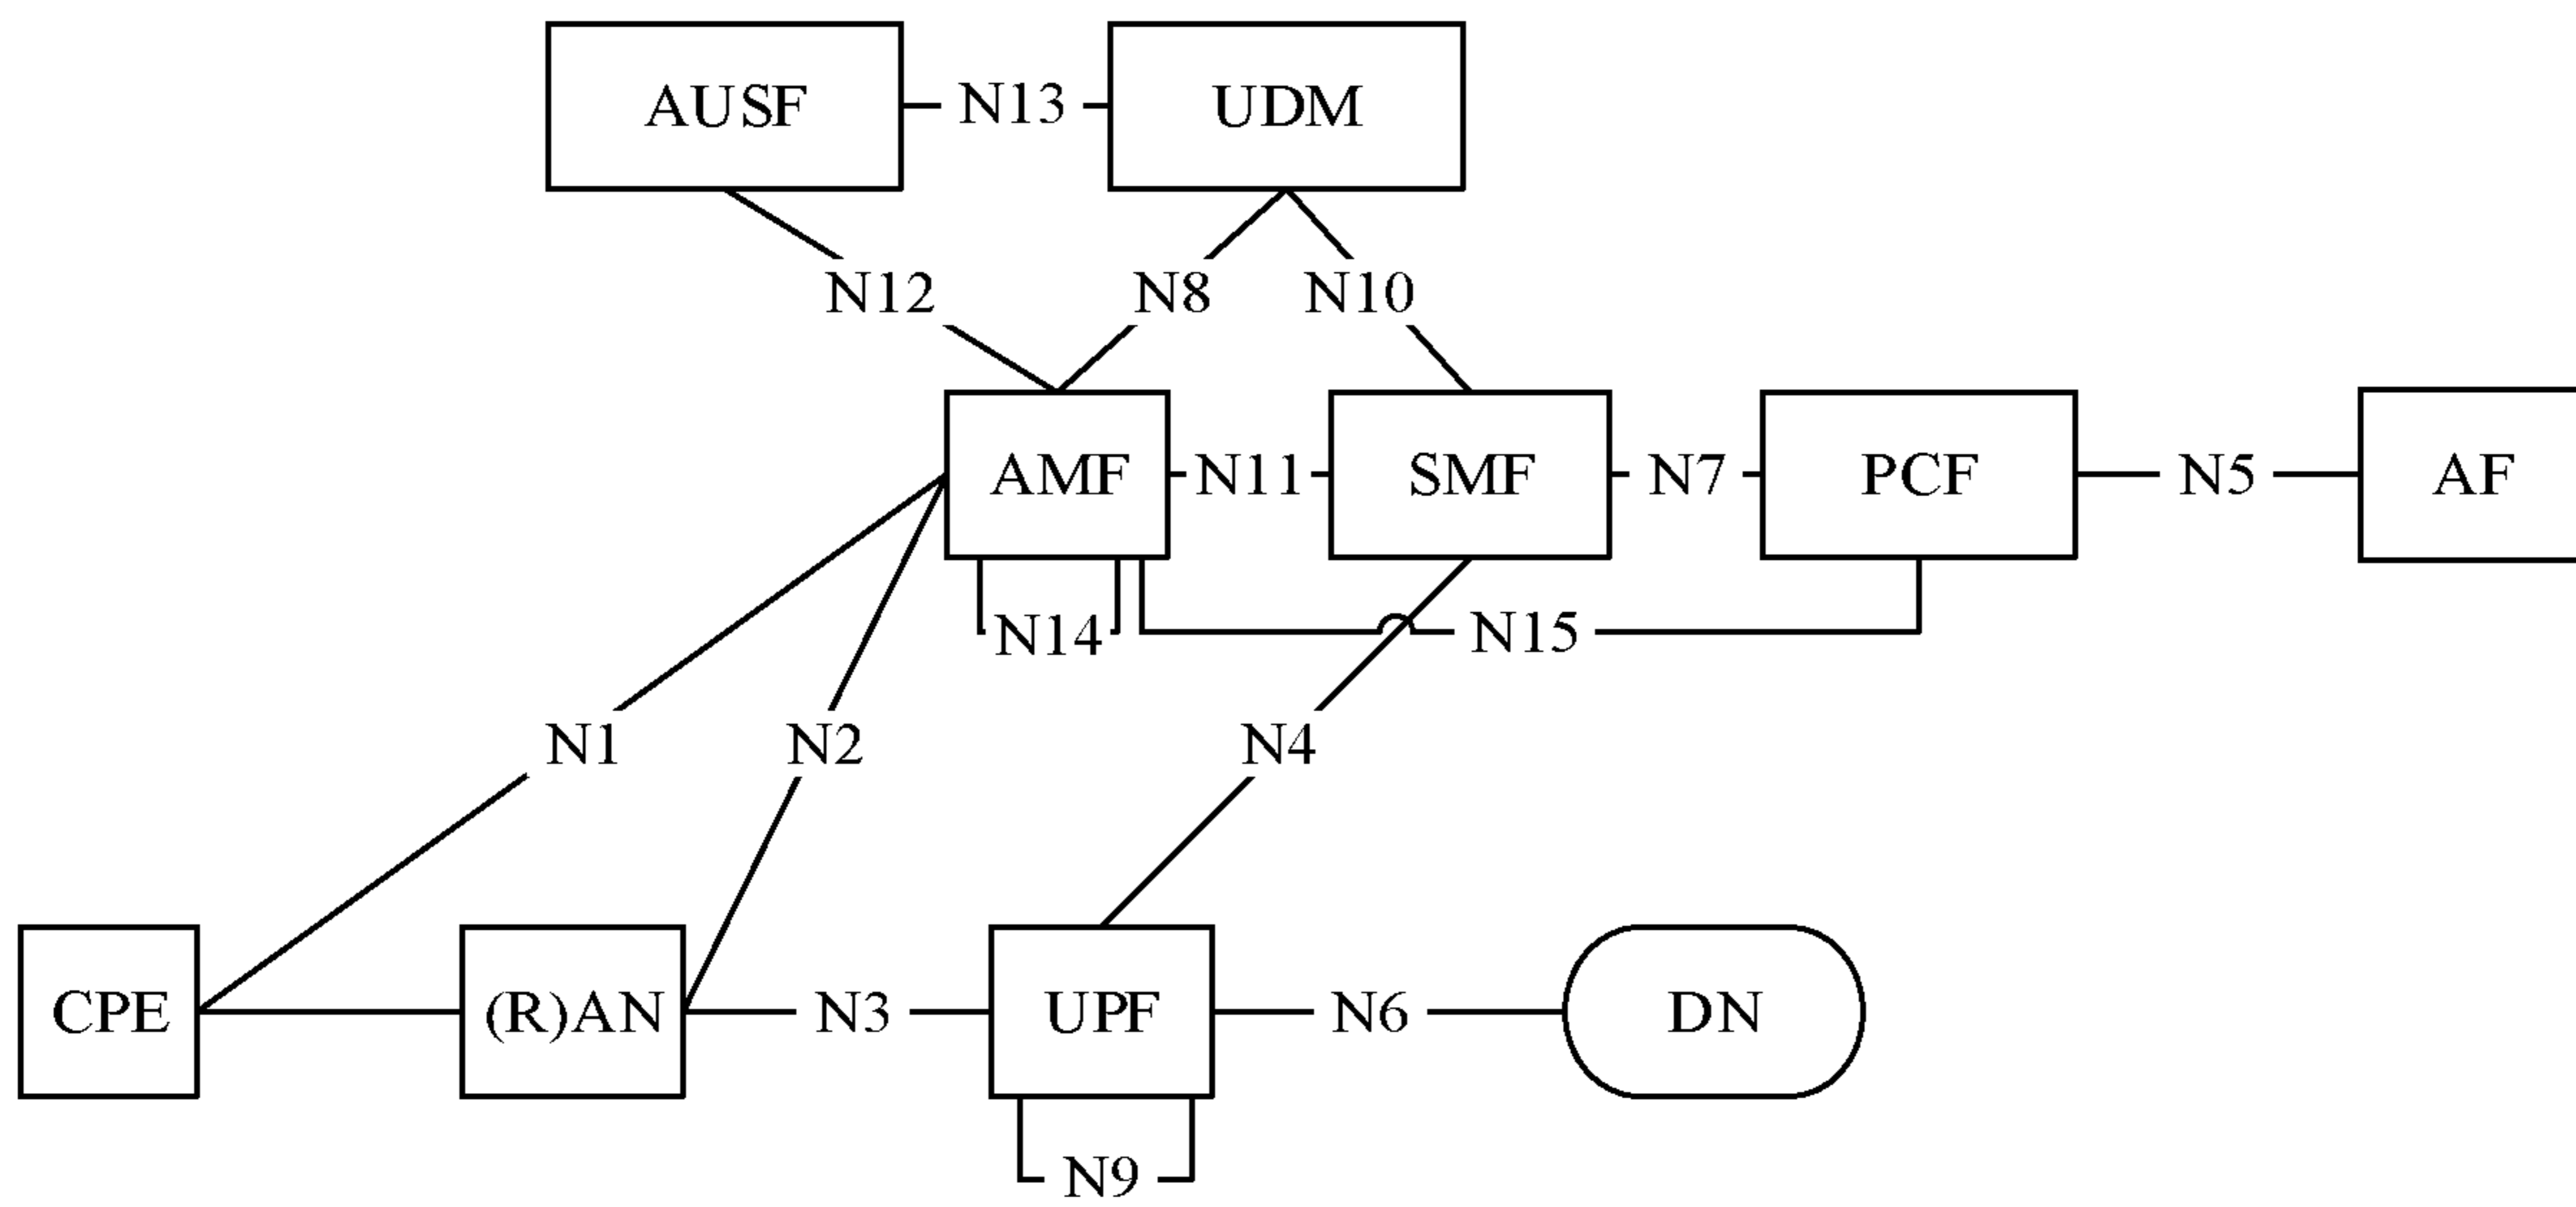 AUSF N13 UDM
N12 N8 N10
AMF N11 SMF N7 PCF N5 AF
N14 N15
N1 N2 N4
CPE (R)AN N3 UPF N6 DN
N9